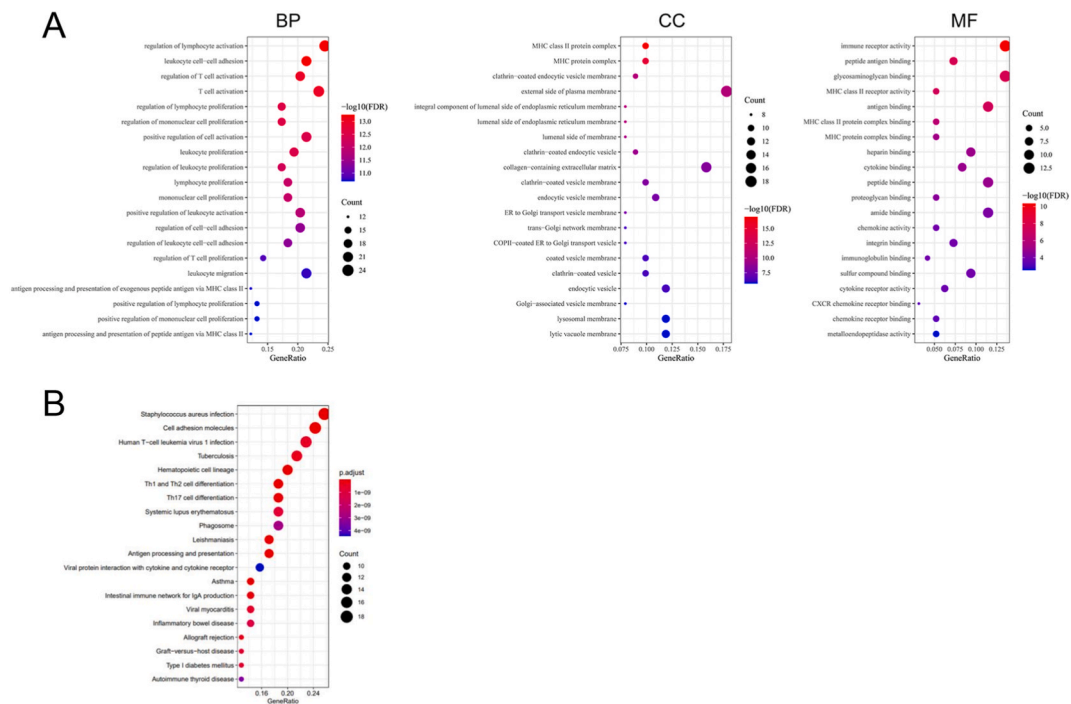 A
BP
CC
MF
regulation of lymphocyte activation
leukocyte cell−cell adhesion
regulation of T cell activation
T cell activation
regulation of lymphocyte proliferation
regulation of mononuclear cell proliferation
positive regulation of cell activation
leukocyte proliferation
regulation of leukocyte proliferation
lymphocyte proliferation
mononuclear cell proliferation
positive regulation of leukocyte activation
regulation of cell−cell adhesion
regulation of leukocyte cell−cell adhesion
regulation of T cell proliferation
leukocyte migration
antigen processing and presentation of exogenous peptide antigen via MHC class II
positive regulation of lymphocyte proliferation
positive regulation of mononuclear cell proliferation
antigen processing and presentation of peptide antigen via MHC class II
0.15 0.20 0.25
GeneRatio
−log10(FDR)
13.0
12.5
12.0
11.5
11.0
Count
12
15
18
21
24
MHC class II protein complex
MHC protein complex
clathrin-coated endocytic vesicle membrane
external side of plasma membrane
integral component of lumenal side of endoplasmic reticulum membrane
lumenal side of endoplasmic reticulum membrane
lumenal side of membrane
clathrin-coated endocytic vesicle
collagen-containing extracellular matrix
clathrin-coated vesicle membrane
endocytic vesicle membrane
ER to Golgi transport vesicle membrane
trans-Golgi network membrane
COPII-coated ER to Golgi transport vesicle
coated vesicle membrane
clathrin-coated vesicle
endocytic vesicle
Golgi-associated vesicle membrane
lysosomal membrane
lytic vacuole membrane
0.075 0.100 0.125 0.150 0.175
GeneRatio
Count
8
10
12
14
16
18
−log10(FDR)
15.0
12.5
10.0
7.5
immune receptor activity
peptide antigen binding
glycosaminoglycan binding
MHC class II receptor activity
antigen binding
MHC class II protein complex binding
MHC protein complex binding
heparin binding
cytokine binding
peptide binding
proteoglycan binding
amide binding
chemokine activity
integrin binding
immunoglobulin binding
sulfur compound binding
cytokine receptor activity
CXCR chemokine receptor binding
chemokine receptor binding
metalloendopeptidase activity
0.050 0.075 0.100 0.125
GeneRatio
Count
5.0
7.5
10.0
12.5
−log10(FDR)
10
8
6
4
B
Staphylococcus aureus infection
Cell adhesion molecules
Human T−cell leukemia virus 1 infection
Tuberculosis
Hematopoietic cell lineage
Th1 and Th2 cell differentiation
Th17 cell differentiation
Systemic lupus erythematosus
Phagosome
Leishmaniasis
Antigen processing and presentation
Viral protein interaction with cytokine and cytokine receptor
Asthma
Intestinal immune network for IgA production
Viral myocarditis
Inflammatory bowel disease
Allograft rejection
Graft−versus−host disease
Type I diabetes mellitus
Autoimmune thyroid disease
0.16 0.20 0.24
GeneRatio
p.adjust
1e−09
2e−09
3e−09
4e−09
Count
10
12
14
16
18